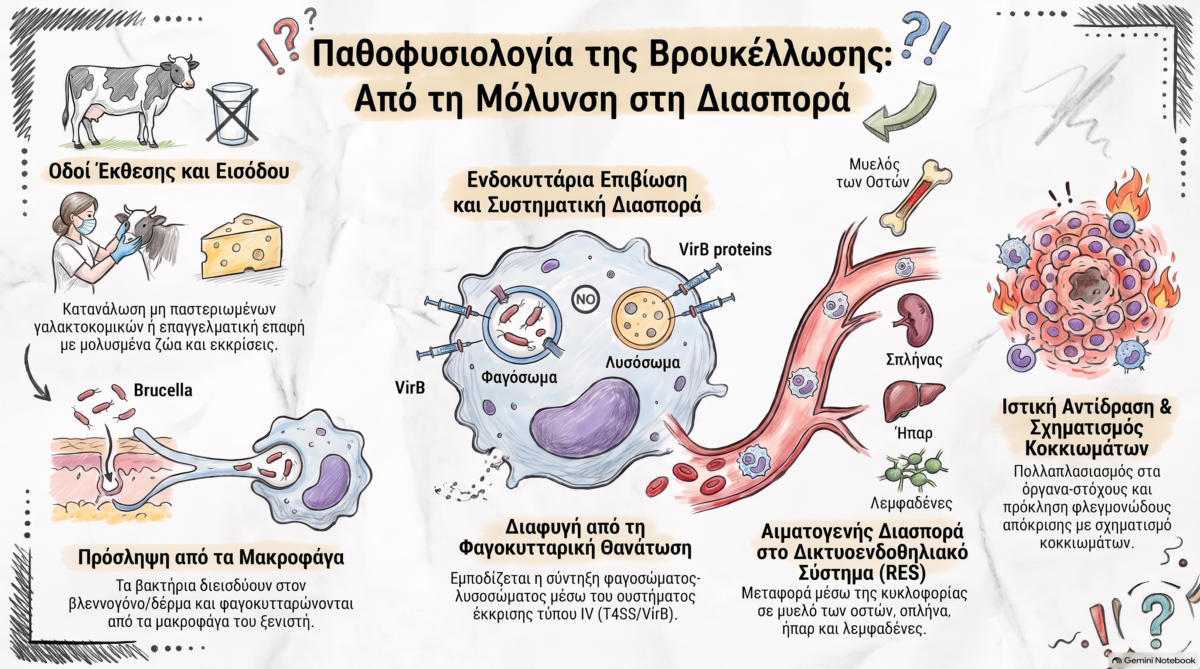 Παθοφυσιολογία της Βρουκέλλωσης:
Από τη Μόλυνση στη Διασπορά
Οδοί Έκθεσης και Εισόδου
Κατανάλωση μη παστεριωμένων
γαλακτοκομικών ή επαγγελματική επαφή
με μολυσμένα ζώα και εκκρίσεις.
Brucella
Πρόσληψη από τα Μακροφάγα
Τα βακτήρια διεισδύουν στον
βλεννογόνο/δέρμα και φαγοκυτταρώνονται
από τα μακροφάγα του ξενιστή.
Ενδοκυττάρια Επιβίωση
και Συστηματική Διασπορά
VirB proteins
NO
Φαγόσωμα
Λυσόσωμα
VirB
Διαφυγή από τη
Φαγοκυτταρική Θανάτωση
Εμποδίζεται η σύντηξη φαγοσώματος-
λυσοσώματος μέσω του ουστήματος
έκκρισης τύπου IV (T4SS/VirB).
Μυελός
των Οστών
Σπλήνας
Ήπαρ
Λεμφαδένες
Αιματογενής Διασπορά
στο Δικτυοενδοθηλιακό
Σύστημα (RES)
Μεταφορά μέσω της κυκλοφορίας
σε μυελό των οστών, οπλήνα,
ήπαρ και λεμφαδένες.
Ιστική Αντίδραση &
Σχηματισμός
Κοκκιωμάτων
Πολλαπλασιασμός στα
όργανα-στόχους και
πρόκληση φλεγμονώδους
απόκρισης με σχηματισμό
κοκκιωμάτων.
Gemini Notebook